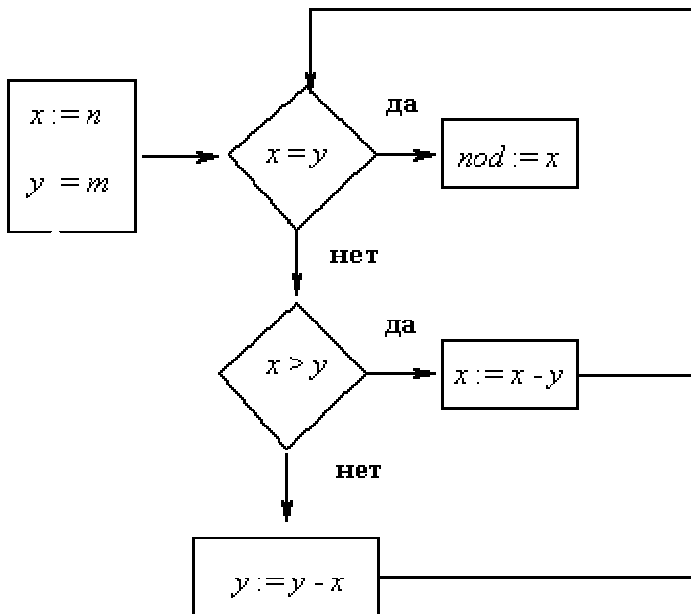 x := n
y = m
x = y
да
nod := x
нет
x > y
да
x := x - y
нет
y := y - x